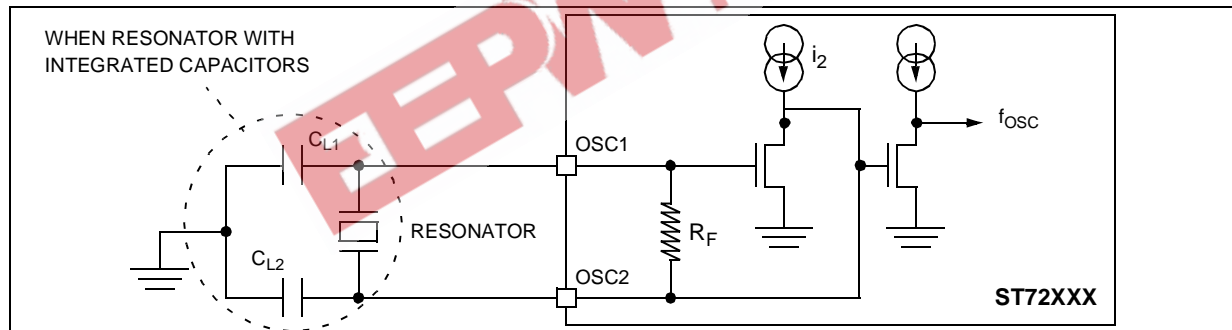 WHEN RESONATOR WITH
INTEGRATED CAPACITORS
i2
fOSC
CL1
OSC1
RESONATOR
RF
CL2
OSC2
ST72XXX